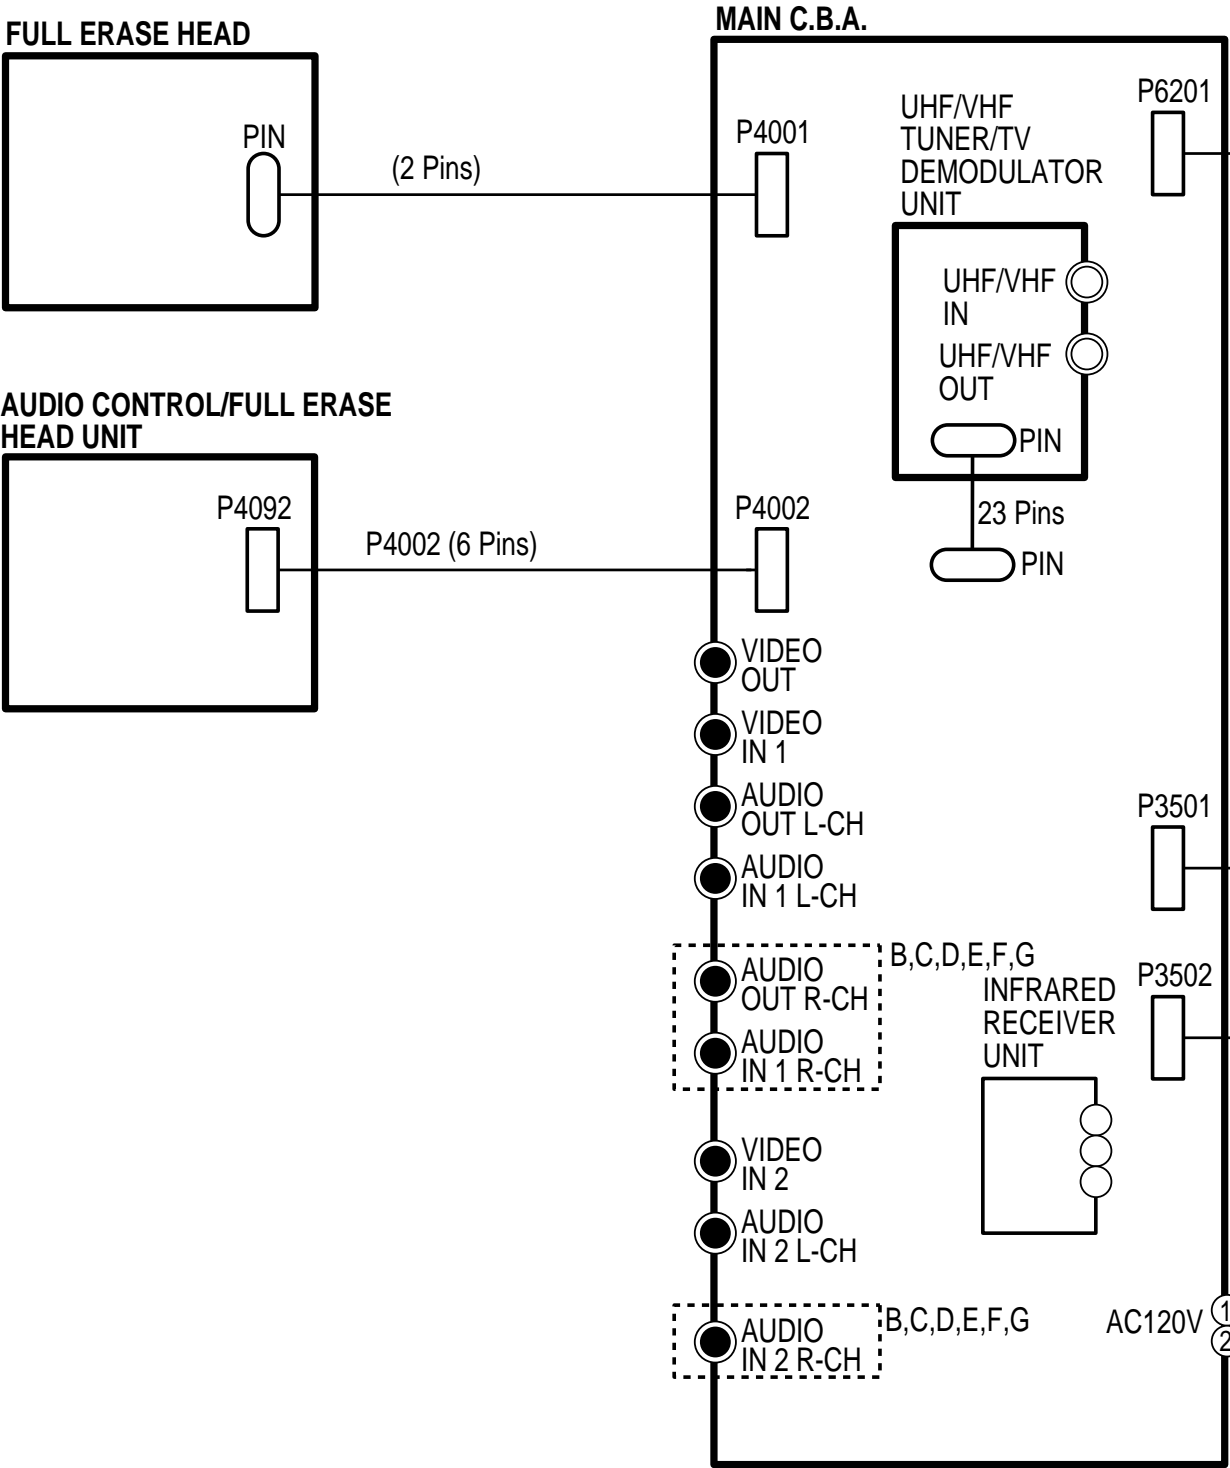 FULL ERASE HEAD
PIN
(2 Pins)
AUDIO CONTROL/FULL ERASE
HEAD UNIT
P4092
P4002 (6 Pins)
MAIN C.B.A.
P4001
UHF/VHF
TUNER/TV
DEMODULATOR
UNIT
P6201
UHF/VHF
IN
UHF/VHF
OUT
PIN
23 Pins
PIN
P4002
VIDEO
OUT
VIDEO
IN 1
AUDIO
OUT L-CH
AUDIO
IN 1 L-CH
P3501
B,C,D,E,F,G
AUDIO
OUT R-CH
AUDIO
IN 1 R-CH
INFRARED
RECEIVER
UNIT
P3502
VIDEO
IN 2
AUDIO
IN 2 L-CH
B,C,D,E,F,G
AUDIO
IN 2 R-CH
AC120V
1
2